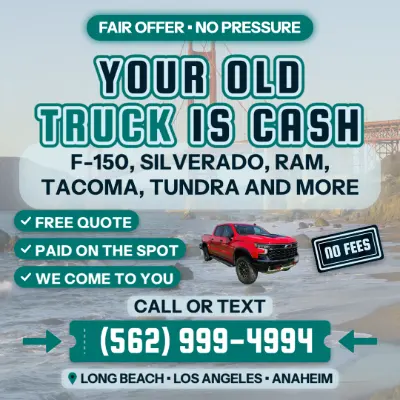 FAIR OFFER • NO PRESSURE
YOUR OLD
TRUCK IS CASH
F-150, SILVERADO, RAM,
TACOMA, TUNDRA AND MORE
FREE QUOTE
PAID ON THE SPOT
WE COME TO YOU
NO FEES
CALL OR TEXT
(562) 999-4994
LONG BEACH • LOS ANGELES • ANAHEIM